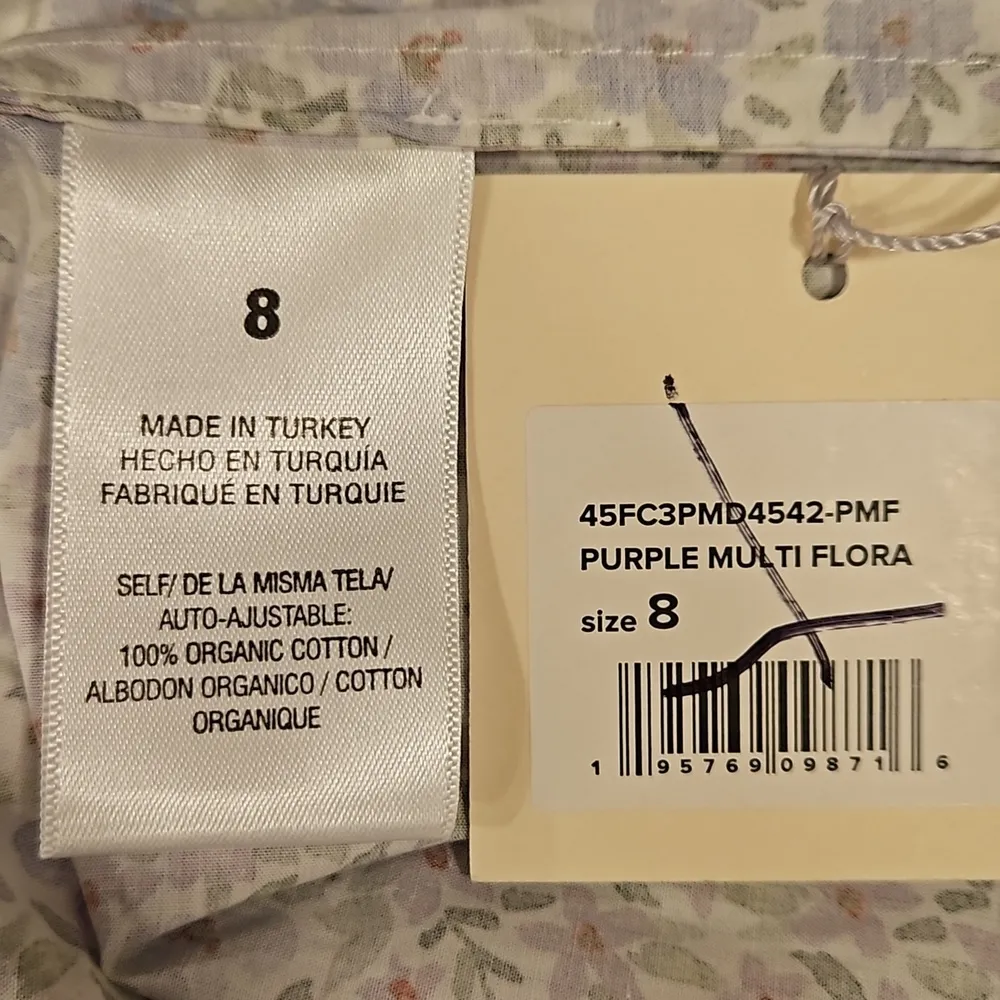 8
MADE IN TURKEY
HECHO EN TURQUÍA
FABRIQUÉ EN TURQUIE
SELF/ DE LA MISMA TELA/
AUTO-AJUSTABLE:
100% ORGANIC COTTON /
ALBODON ORGANICO / COTTON
ORGANIQUE
45FC3PMD4542-PMF
PURPLE MULTI FLORA
size 8
1 95769 09871 6